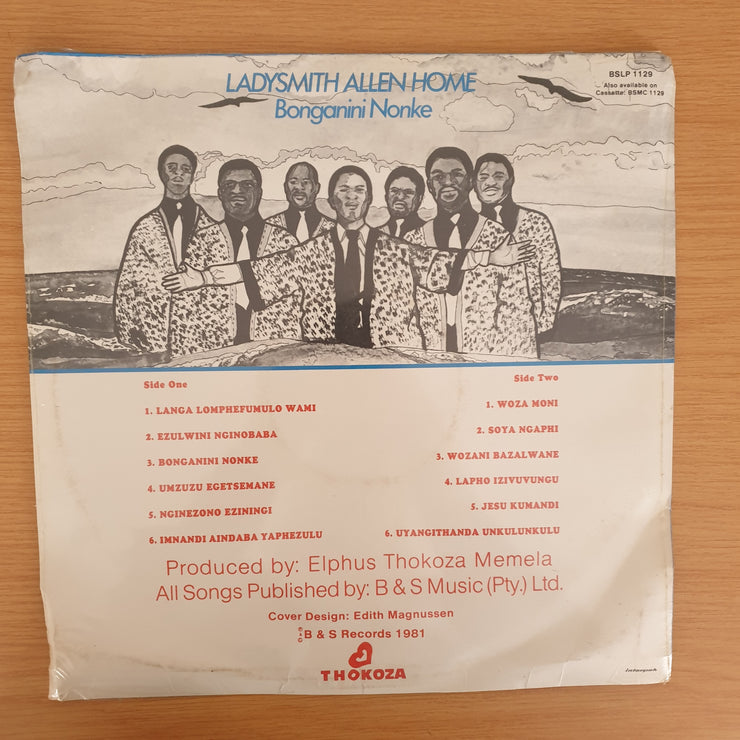 LADYSMITH ALLEN HOME
Bonganini Nonke
BSLP 1129
Also available on
Cassette: BSMC 1129
Side One
1. LANGA LOMPHEFUMULO WAMI
2. EZULWINI NGINOBABA
3. BONGANINI NONKE
4. UMZUZU EGETSEMANE
5. NGINEZONO EZININGI
6. IMNANDI AINDABA YAPHEZULU
Side Two
1. WOZA MONI
2. SOYA NGAPHI
3. WOZANI BAZALWANE
4. LAPHO IZIVUVUNGU
5. JESU KUMANDI
6. UYANGITHANDA UNKULUNKULU
Produced by: Elphus Thokoza Memela
All Songs Published by: B & S Music (Pty.) Ltd.
Cover Design: Edith Magnussen
B & S Records 1981
THOKOZA